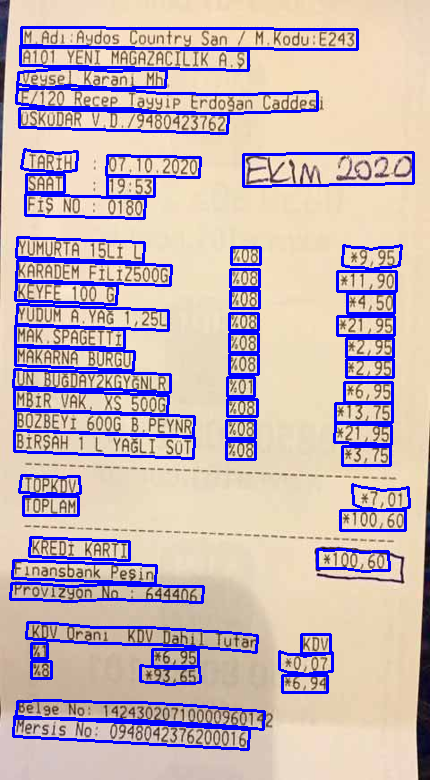 M.Adı:Aydos Country San / M.Kodu:E243
A101 YENİ MAĞAZACILIK A.Ş
Veysel Karani Mh.
E/120 Recep Tayyip Erdoğan Caddesi
ÜSKÜDAR V.D./9480423762
TARİH : 07.10.2020 EKİM 2020
SAAT : 19:53
FİŞ NO : 0180
YUMURTA 15Lİ L %08 *9,95
KARADEM FİLİZ500G %08 *11,90
KEYFE 100 G %08 *4,50
YUDUM A.YAĞ 1,25L %08 *21,95
MAK.SPAGETTİ %08 *2,95
MAKARNA BURGU %08 *2,95
UN BUĞDAY2KGYĞNLR %01 *6,95
MBİR VAK. XS 500G %08 *13,75
BOZBEYİ 600G B.PEYNR %08 *21,95
BİRŞAH 1 L YAĞLI SÜT %08 *3,75
TOPKDV *7,01
TOPLAM *100,60
KREDİ KARTI *100,60
Finansbank Peşin
Provizyon No : 644406
KDV Oranı KDV Dahil Tutar KDV
%1 *6,95 *0,07
%8 *93,65 *6,94
Belge No: 14243020710000960142
Mersis No: 0948042376200016